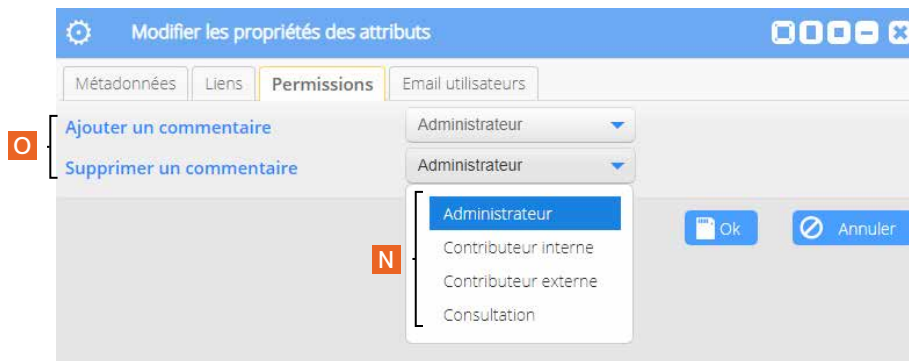 Modifier les propriétés des attributs
Métadonnées Liens Permissions Email utilisateurs
O Ajouter un commentaire Administrateur
Supprimer un commentaire Administrateur
Administrateur
Ok Annuler
Contributeur interne
N
Contributeur externe
Consultation